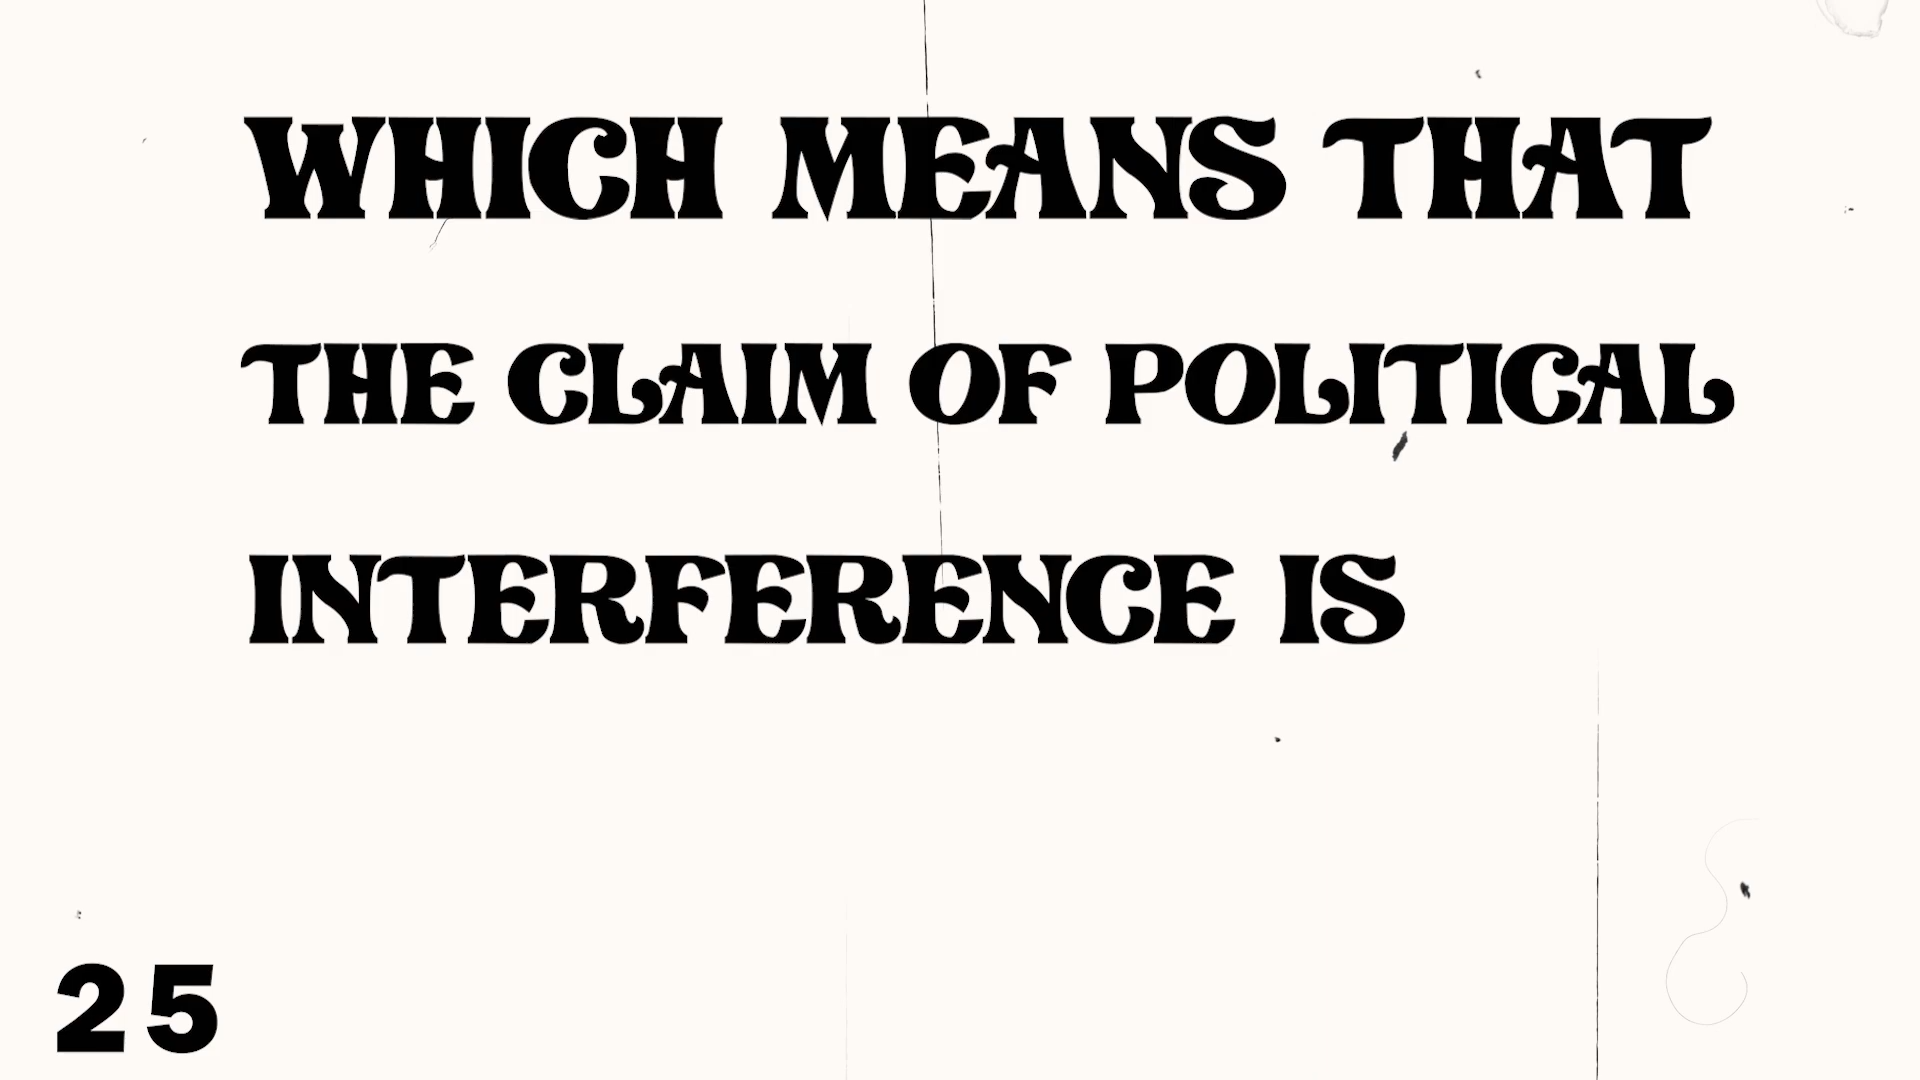 WHICH MEANS THAT
THE CLAIM OF POLITICAL
INTERFERENCE IS
25